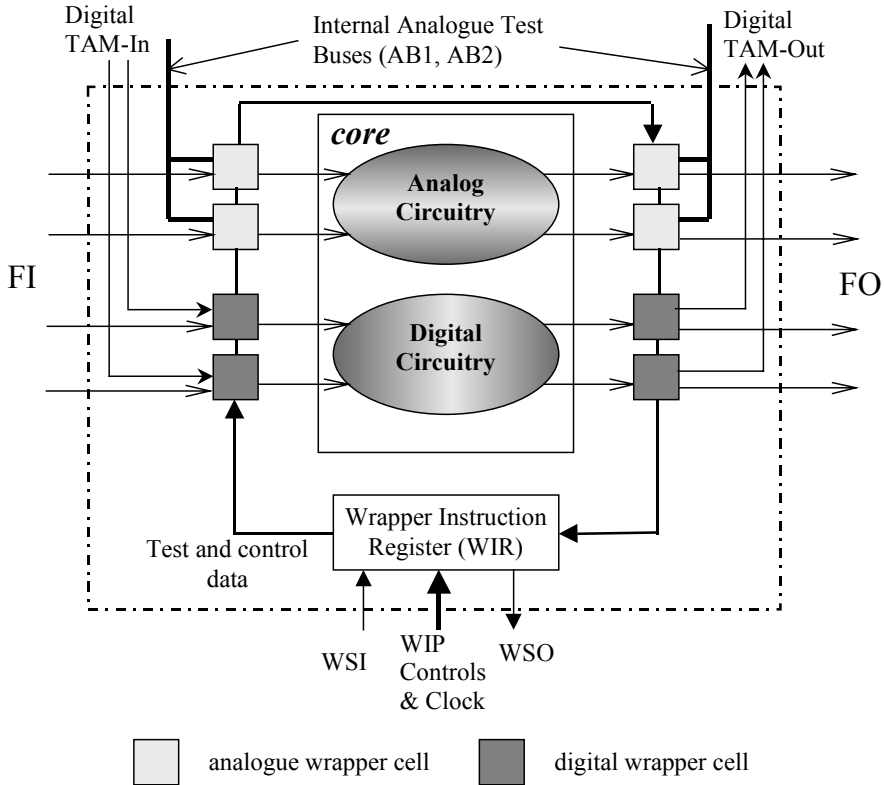 Digital
TAM-In
Internal Analogue Test
Buses (AB1, AB2)
Digital
TAM-Out
core
Analog
Circuitry
FI
FO
Digital
Circuitry
Wrapper Instruction
Register (WIR)
Test and control
data
WSI
WIP
Controls
& Clock
WSO
analogue wrapper cell
digital wrapper cell